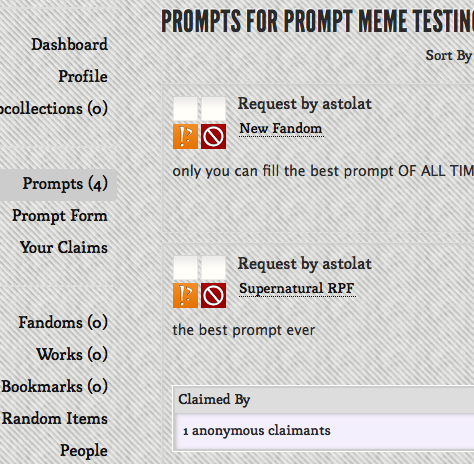 PROMPTS FOR PROMPT MEME TESTING
Sort By
Dashboard
Profile
collections (0)
Prompts (4)
Prompt Form
Your Claims
Fandoms (0)
Works (0)
Bookmarks (0)
Random Items
People
Request by astolat
!?
New Fandom
only you can fill the best prompt OF ALL TIM
Request by astolat
!?
Supernatural RPF
the best prompt ever
Claimed By
1 anonymous claimants